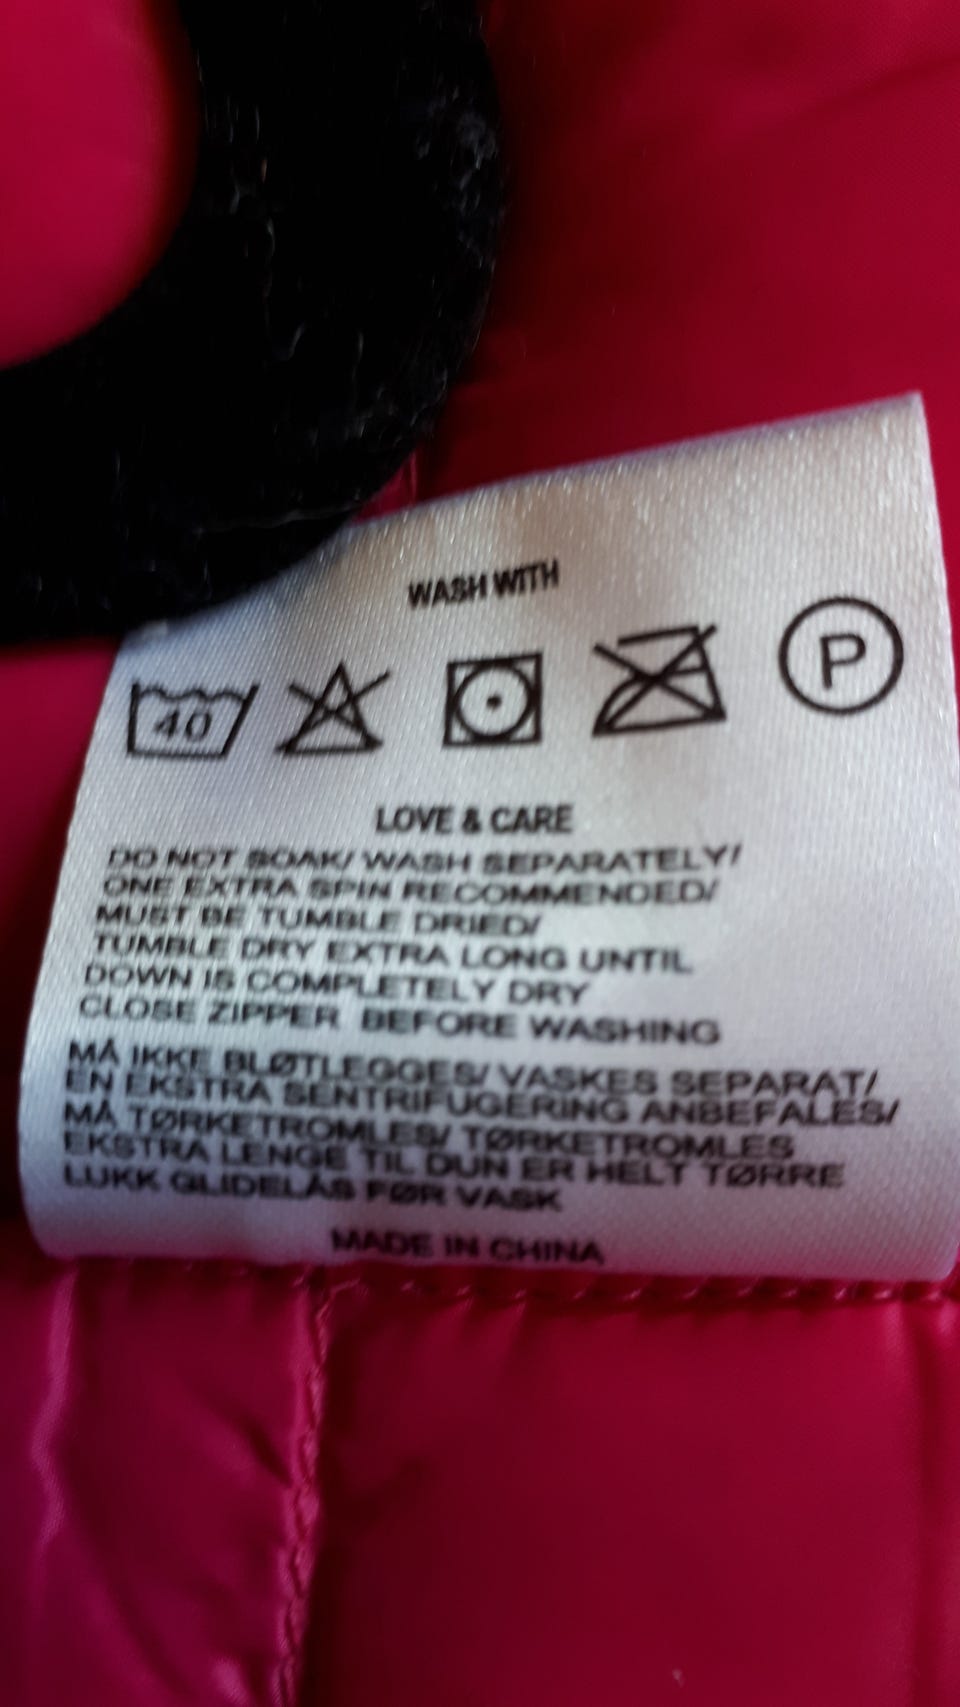 WASH WITH
40 P
LOVE & CARE
DO NOT SOAK/ WASH SEPARATELY/
ONE EXTRA SPIN RECOMMENDED/
MUST BE TUMBLE DRIED/
TUMBLE DRY EXTRA LONG UNTIL
DOWN IS COMPLETELY DRY
CLOSE ZIPPER BEFORE WASHING
MÅ IKKE BLØTLEGGES/ VASKES SEPARAT/
EN EKSTRA SENTRIFUGERING ANBEFALES/
MÅ TØRKETROMLES/ TØRKETROMLES
EKSTRA LENGE TIL DUN ER HELT TØRRE
LUKK GLIDELÅS FØR VASK
MADE IN CHINA